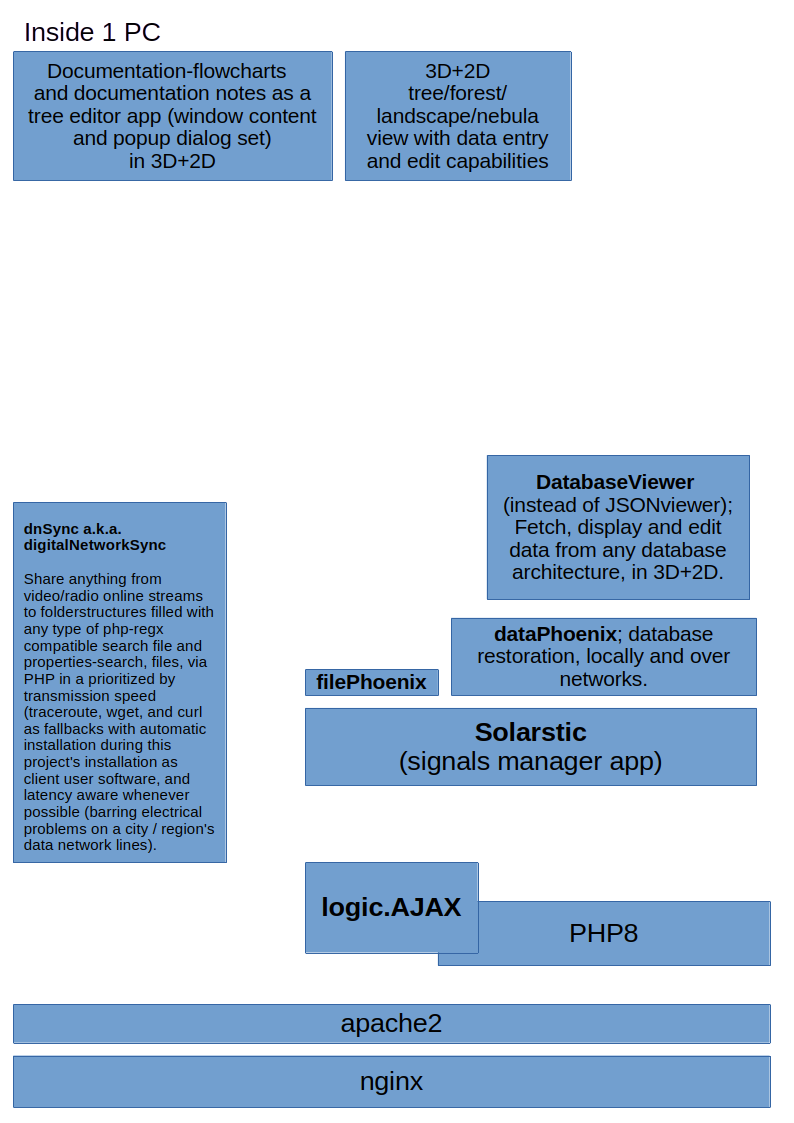 Inside 1 PC
Documentation-flowcharts
and documentation notes as a
tree editor app (window content
and popup dialog set)
in 3D+2D
3D+2D
tree/forest/
landscape/nebula
view with data entry
and edit capabilities
DatabaseViewer
(instead of JSONviewer);
Fetch, display and edit
data from any database
architecture, in 3D+2D.
dnSync a.k.a.
digitalNetworkSync
Share anything from
video/radio online streams
to folderstructures filled with
any type of php-regx
compatible search file and
properties-search, files, via
PHP in a prioritized by
transmission speed
(traceroute, wget, and curl
as fallbacks with automatic
installation during this
project's installation as
client user software, and
latency aware whenever
possible (barring electrical
problems on a city / region's
data network lines).
dataPhoenix; database
restoration, locally and over
networks.
filePhoenix
Solarstic
(signals manager app)
logic.AJAX
PHP8
apache2
nginx